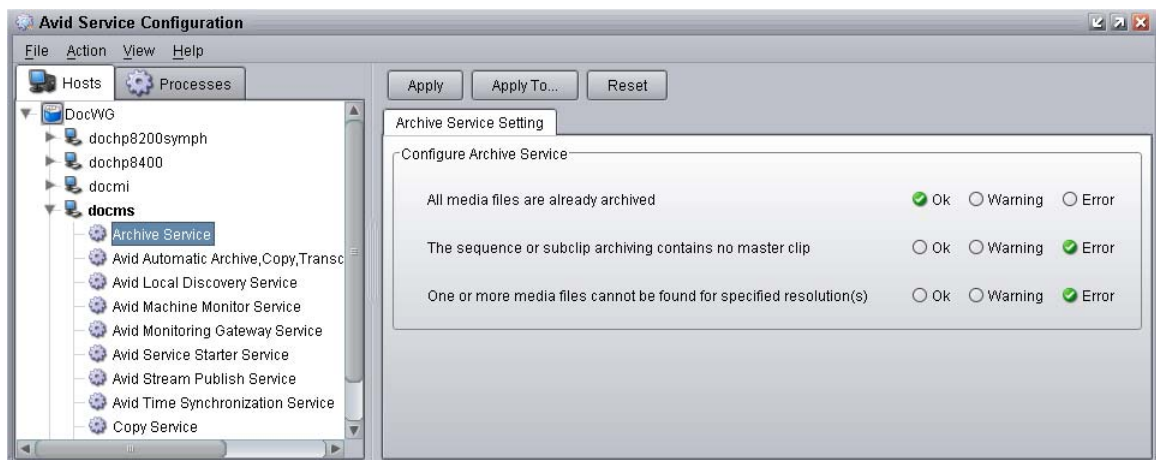 Avid Service Configuration
File Action View Help
Hosts Processes
DocWG
dochp8200symph
dochp8400
docmi
docms
Archive Service
Avid Automatic Archive,Copy,Transc
Avid Local Discovery Service
Avid Machine Monitor Service
Avid Monitoring Gateway Service
Avid Service Starter Service
Avid Stream Publish Service
Avid Time Synchronization Service
Copy Service
Apply Apply To... Reset
Archive Service Setting
Configure Archive Service
All media files are already archived Ok Warning Error
The sequence or subclip archiving contains no master clip Ok Warning Error
One or more media files cannot be found for specified resolution(s) Ok Warning Error